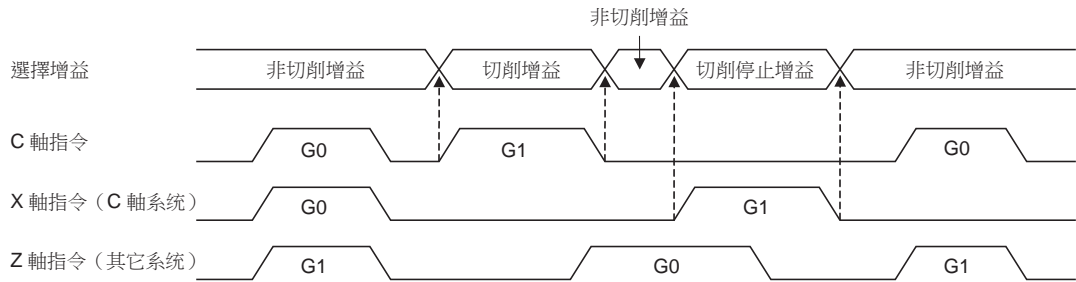 非切削增益
選擇增益 非切削增益 切削增益 切削停止增益 非切削增益
C 軸指令 G0 G1 G0
X 軸指令（C 軸系统） G0 G1
Z 軸指令（其它系統） G1 G0 G1